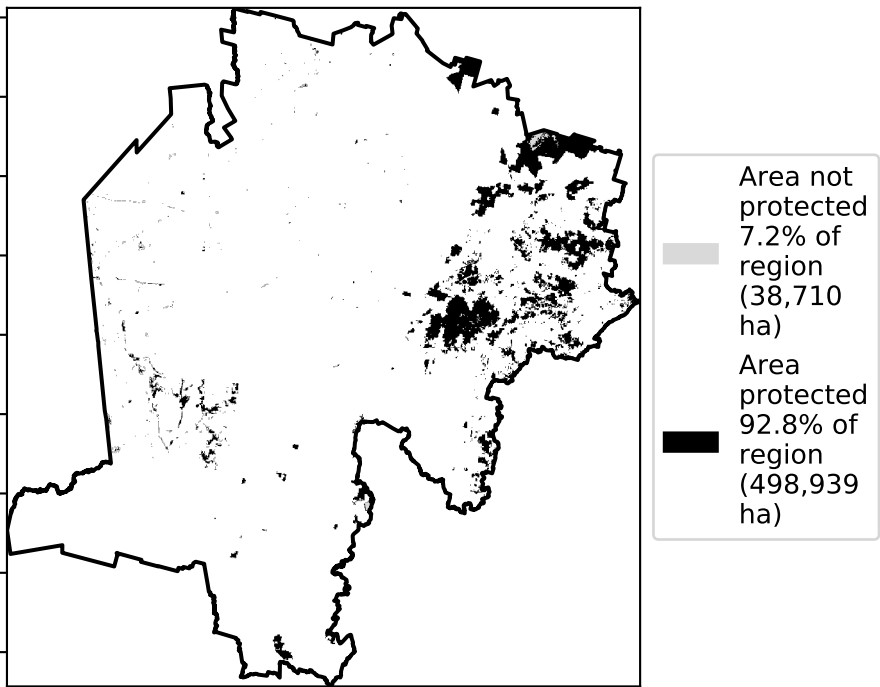 Area not
protected
7.2% of
region
(38,710
ha)
Area
protected
92.8% of
region
(498,939
ha)